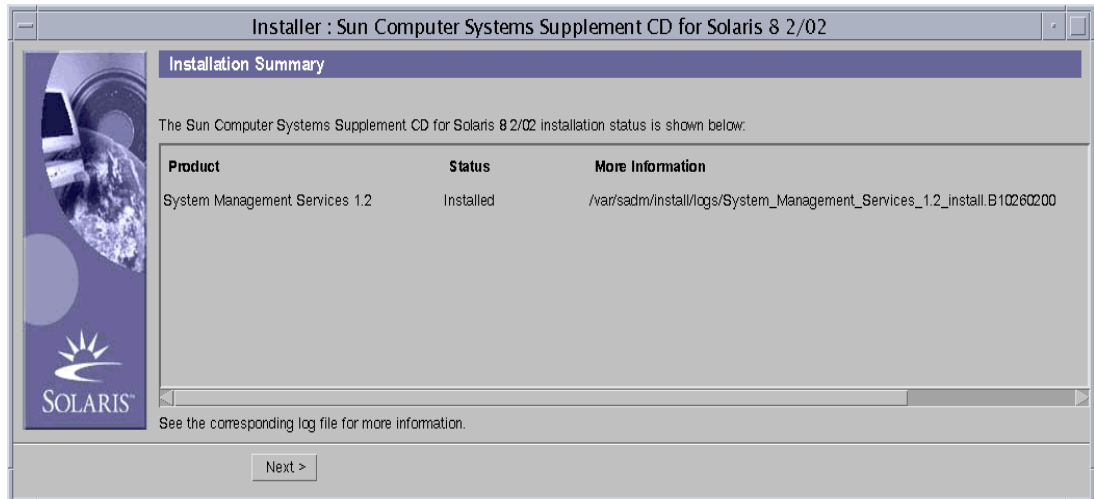 Installer : Sun Computer Systems Supplement CD for Solaris 8 2/02
Installation Summary
The Sun Computer Systems Supplement CD for Solaris 8 2/02 installation status is shown below:
Product Status More Information
System Management Services 1.2 Installed /var/sadm/install/logs/System_Management_Services_1.2_install.B10260200
SOLARIS™
See the corresponding log file for more information.
Next >